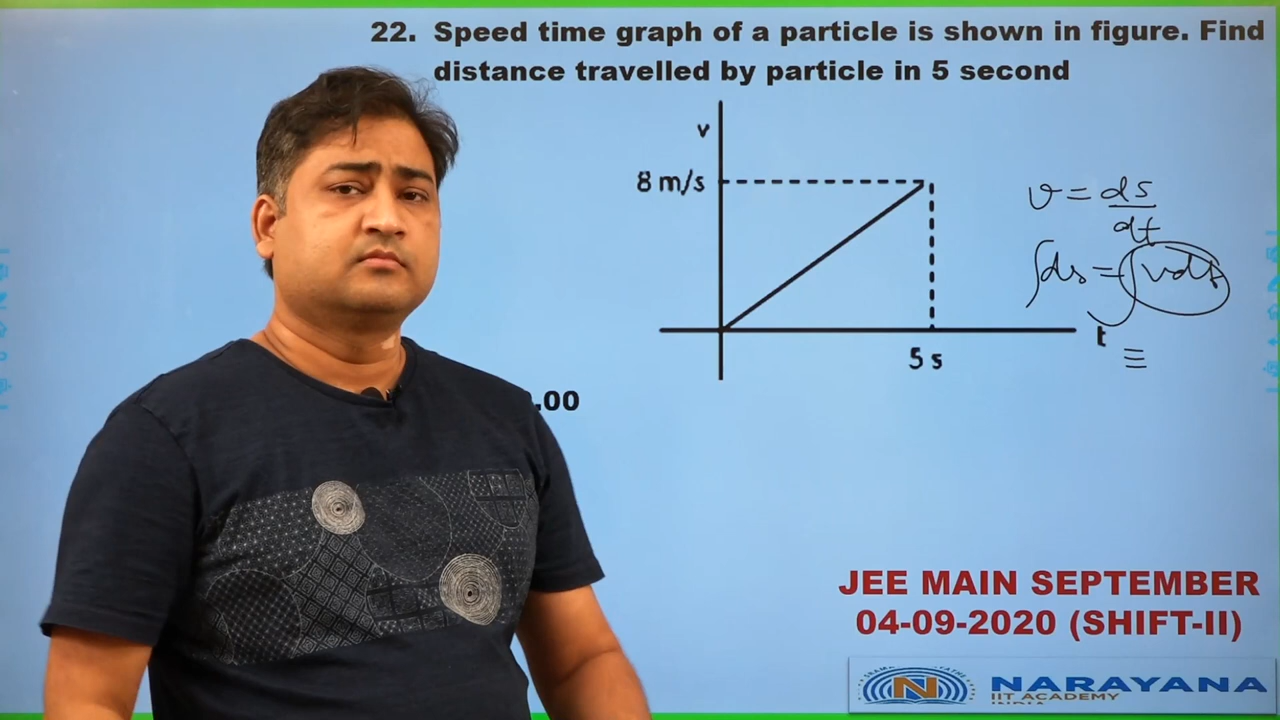 22. Speed time graph of a particle is shown in figure. Find
distance travelled by particle in 5 second
v
8 m/s
v = ds/dt
∫ds = ∫vdt
≡
t
5 s
.00
JEE MAIN SEPTEMBER
04-09-2020 (SHIFT-II)
N NARAYANA
IIT ACADEMY
INDIA